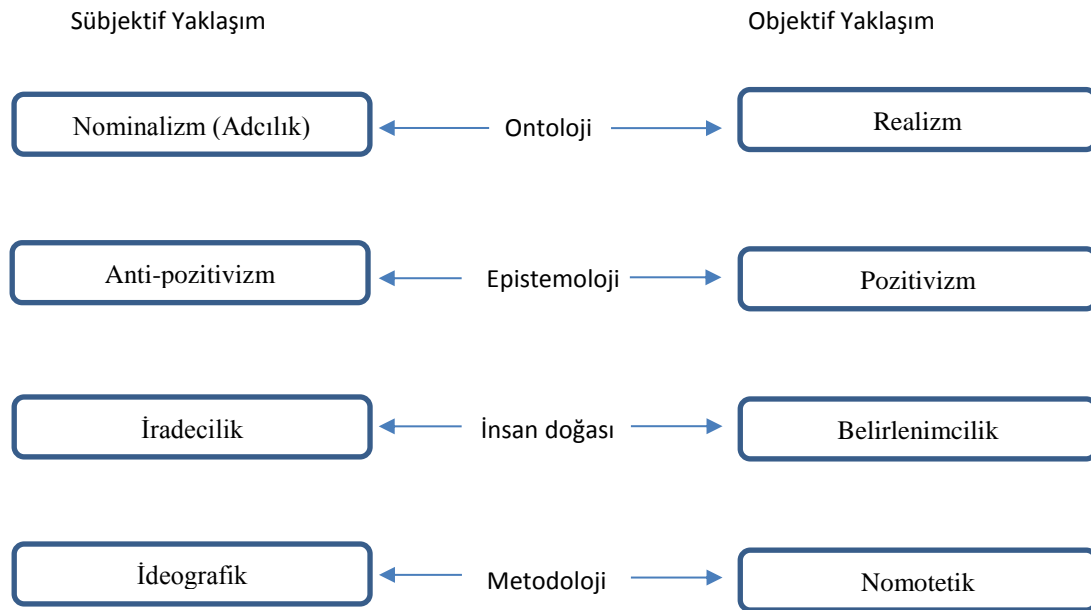 Sübjektif Yaklaşım Objektif Yaklaşım
Nominalizm (Adcılık) Ontoloji Realizm
Anti-pozitivizm Epistemoloji Pozitivizm
İradecilik İnsan doğası Belirlenimcilik
İdeografik Metodoloji Nomotetik